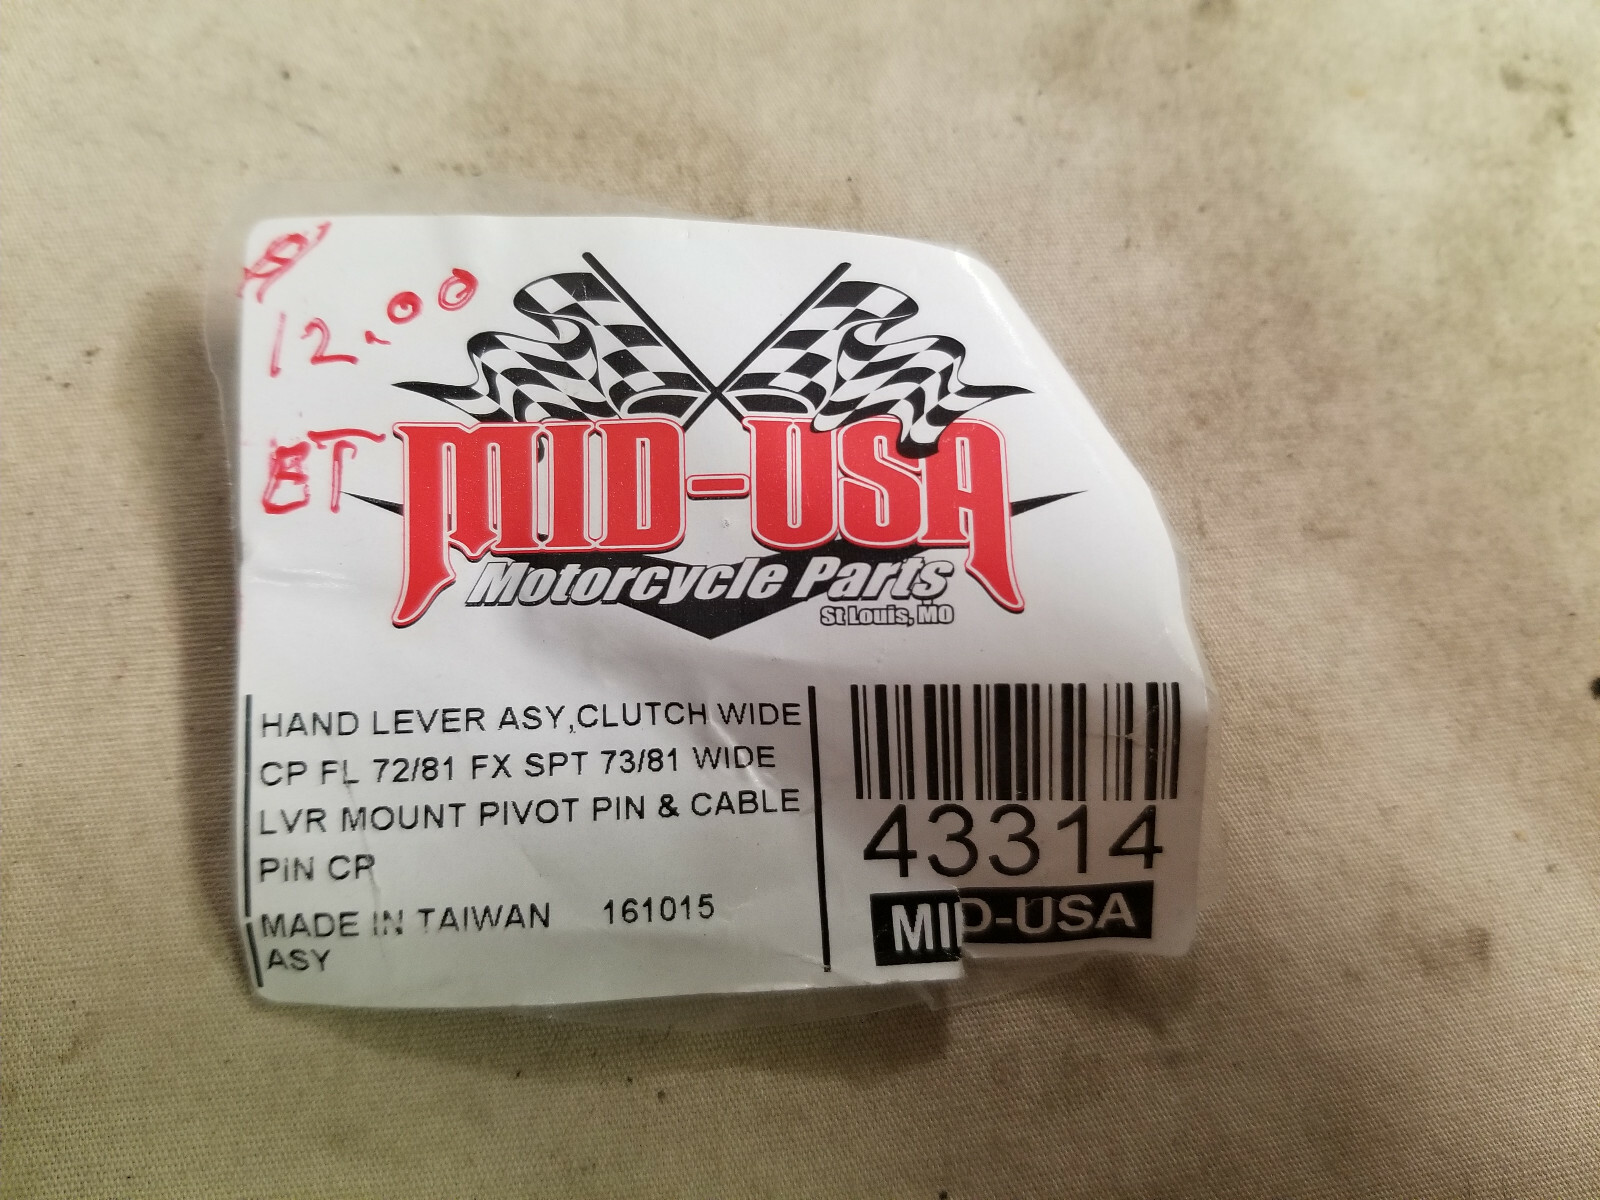 12.00
ET
MID-USA
Motorcycle Parts
St Louis, MO
HAND LEVER ASY,CLUTCH WIDE
CP FL 72/81 FX SPT 73/81 WIDE
LVR MOUNT PIVOT PIN & CABLE
PIN CP
MADE IN TAIWAN 161015
ASY
43314
MID-USA